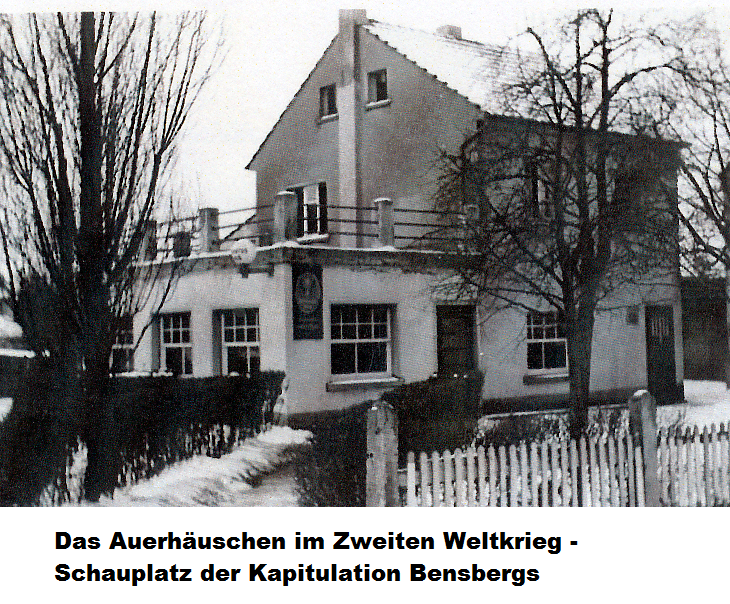 Das Auerhäuschen im Zweiten Weltkrieg -
Schauplatz der Kapitulation Bensbergs